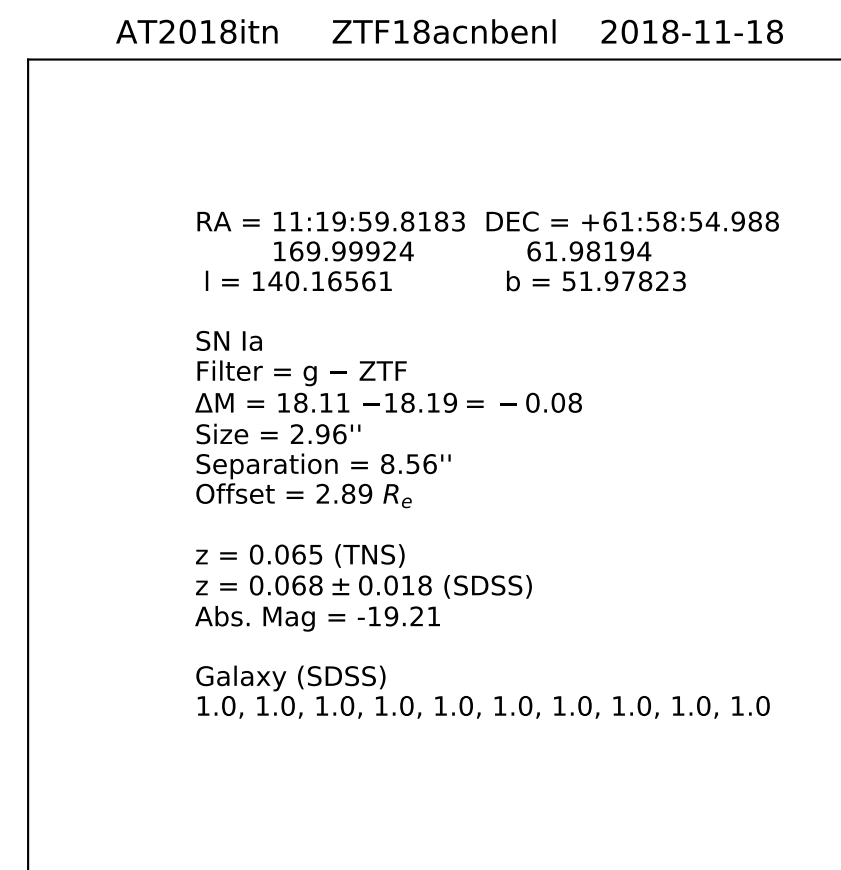 AT2018itn ZTF18acnbenl 2018-11-18
RA = 11:19:59.8183 DEC = +61:58:54.988
169.99924 61.98194
l = 140.16561 b = 51.97823
SN Ia
Filter = g − ZTF
ΔM = 18.11 −18.19 = − 0.08
Size = 2.96''
Separation = 8.56''
Offset = 2.89 Rₑ
z = 0.065 (TNS)
z = 0.068 ± 0.018 (SDSS)
Abs. Mag = -19.21
Galaxy (SDSS)
1.0, 1.0, 1.0, 1.0, 1.0, 1.0, 1.0, 1.0, 1.0, 1.0